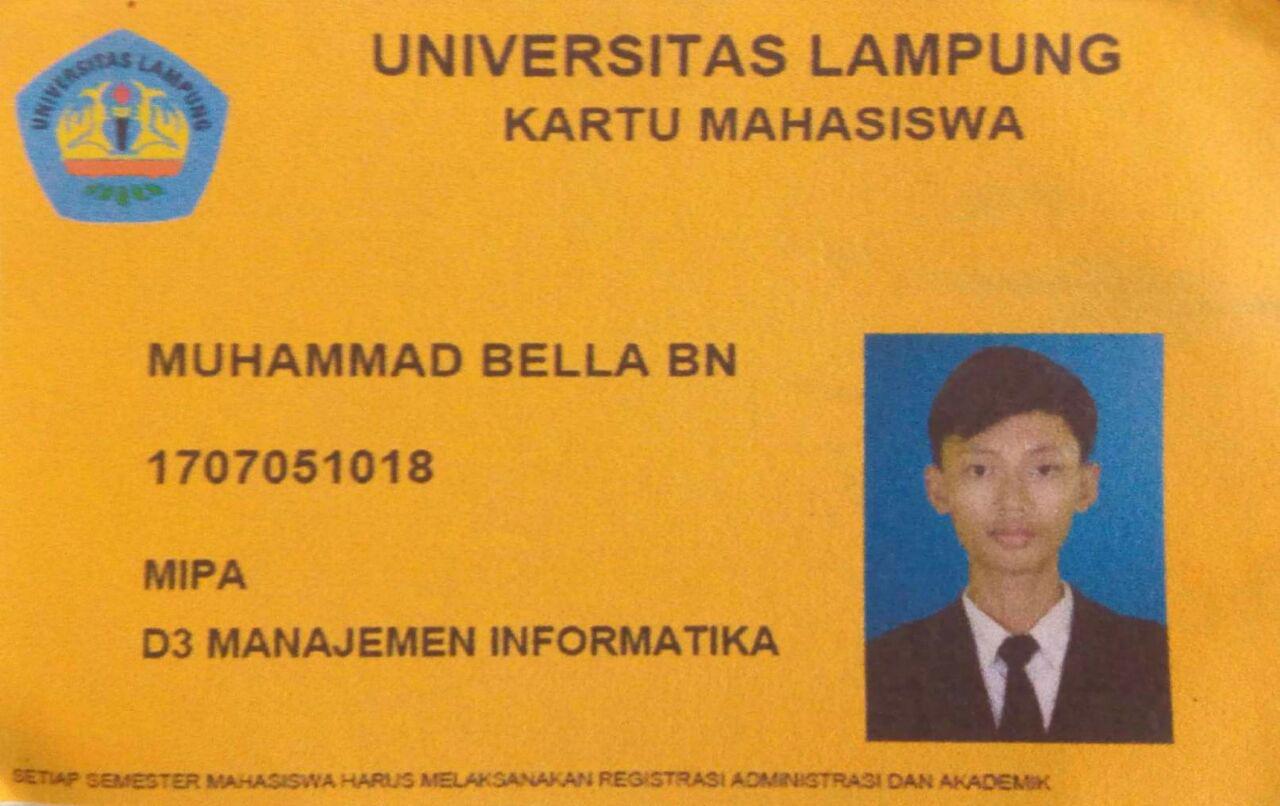 UNIVERSITAS LAMPUNG
UNIVERSITAS LAMPUNG
KARTU MAHASISWA
MUHAMMAD BELLA BN
1707051018
MIPA
D3 MANAJEMEN INFORMATIKA
SETIAP SEMESTER MAHASISWA HARUS MELAKSANAKAN REGISTRASI ADMINISTRASI DAN AKADEMIK